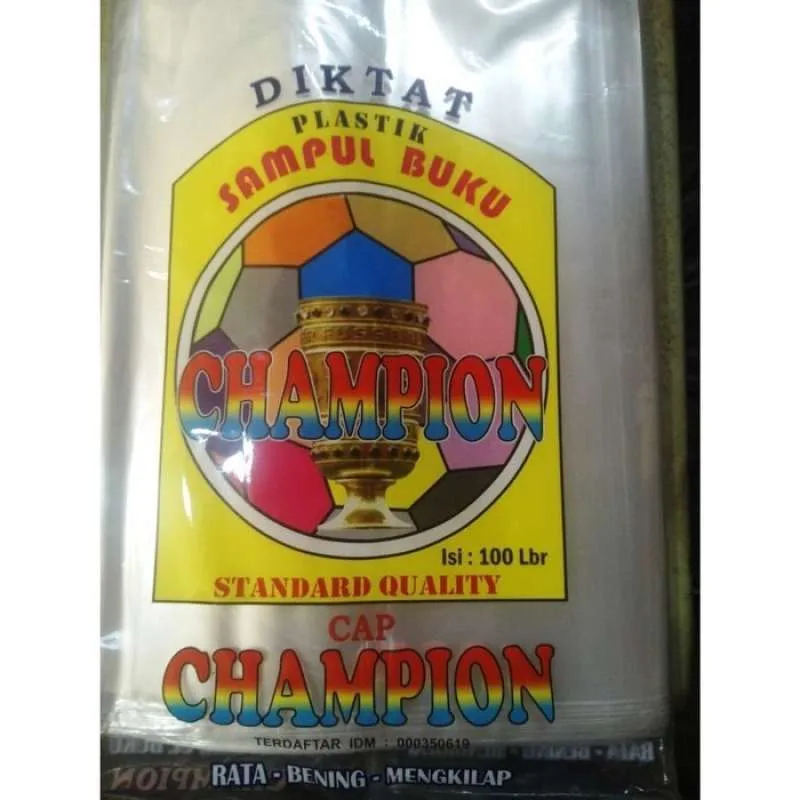 DIKTAT
PLASTIK
SAMPUL BUKU
CHAMPION
Isi : 100 Lbr
STANDARD QUALITY
CAP
CHAMPION
TERDAFTAR IDM : 000350619
RATA - BENING - MENGKILAP